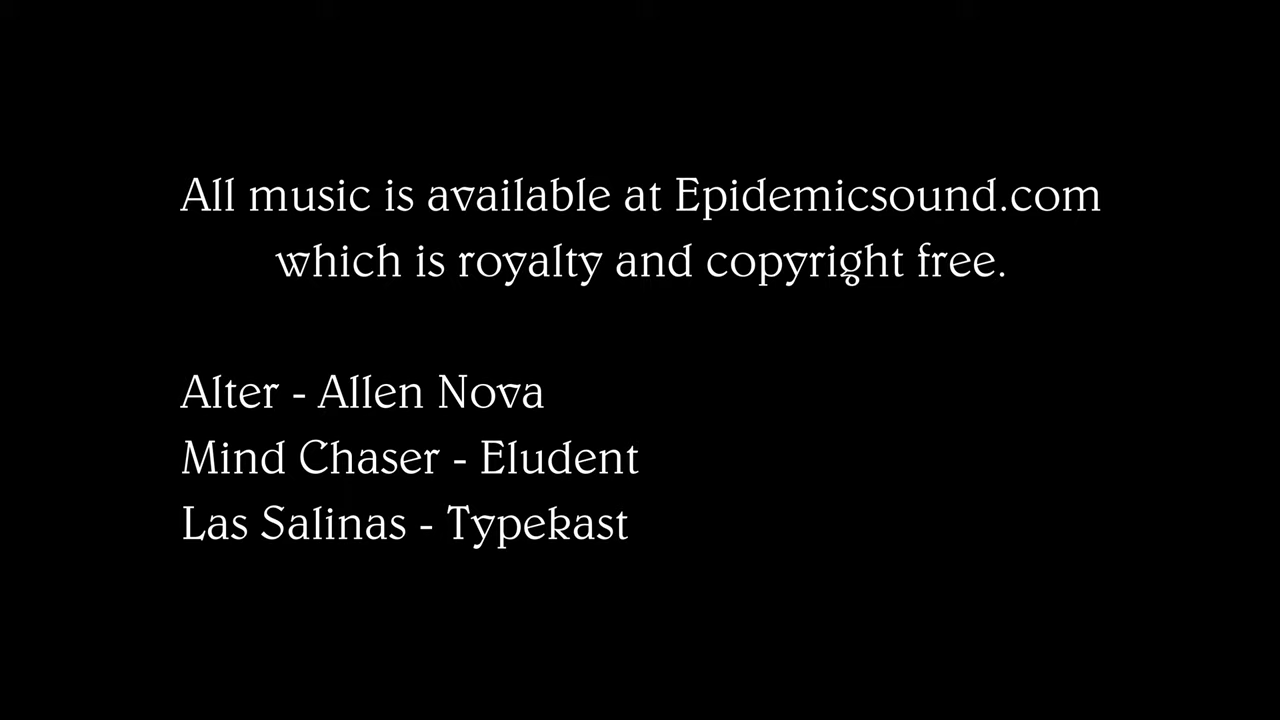 All music is available at Epidemicsound.com
which is royalty and copyright free.
Alter - Allen Nova
Mind Chaser - Eludent
Las Salinas - Typekast